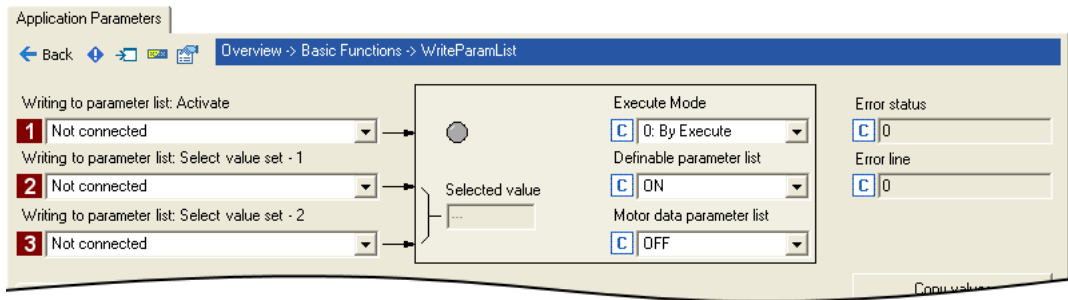 Application Parameters
Back Overview -> Basic Functions -> WriteParamList
Writing to parameter list: Activate
1 Not connected
Writing to parameter list: Select value set - 1
2 Not connected
Writing to parameter list: Select value set - 2
3 Not connected
Selected value
---
Execute Mode
C 0: By Execute
Definable parameter list
C ON
Motor data parameter list
C OFF
Error status
C 0
Error line
C 0
Copy